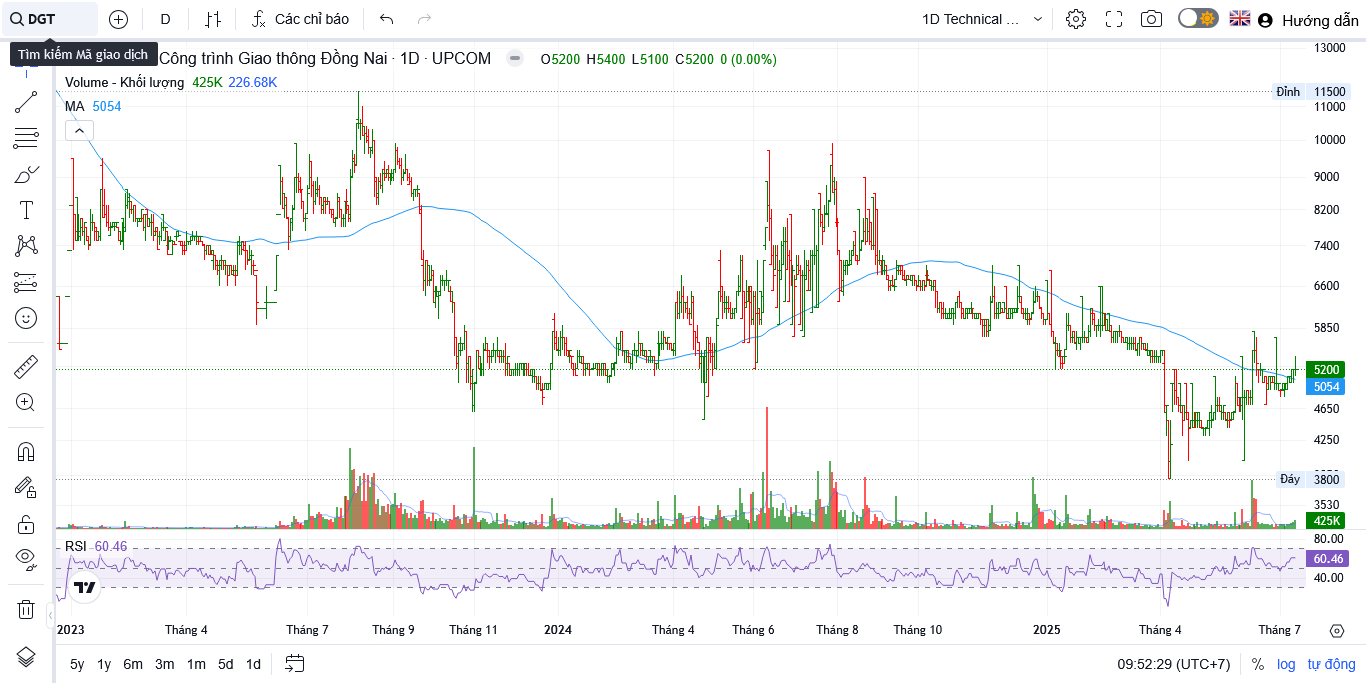 DGT
D
Các chỉ báo
1D Technical ...
Hướng dẫn
Tìm kiếm Mã giao dịch
Công trình Giao thông Đồng Nai · 1D · UPCOM
O5200 H5400 L5100 C5200 0 (0.00%)
Volume - Khối lượng 425K 226.68K
MA 5054
13000
Đỉnh 11500
11000
10000
9000
8200
7400
6600
5850
5200
5054
4650
4250
Đáy 3800
3530
425K
RSI 60.46
80.00
60.46
40.00
2023 Tháng 4 Tháng 7 Tháng 9 Tháng 11 2024 Tháng 4 Tháng 6 Tháng 8 Tháng 10 2025 Tháng 4 Tháng 7
5y 1y 6m 3m 1m 5d 1d
09:52:29 (UTC+7) % log tự động